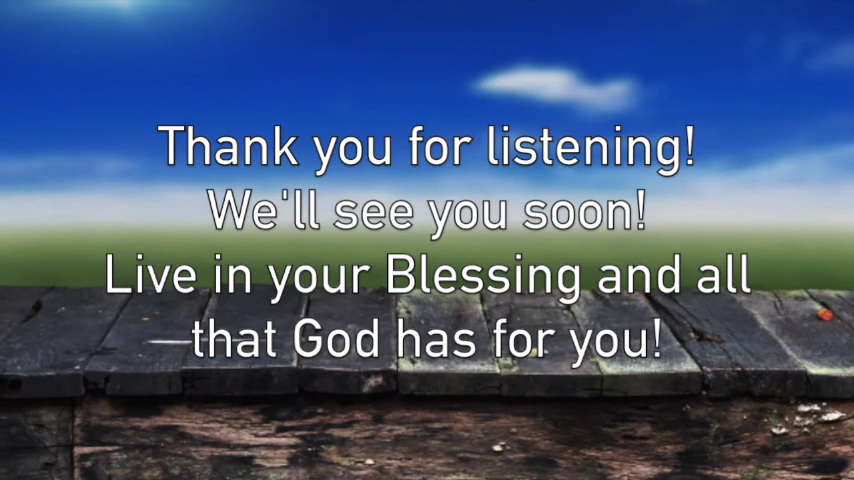 Thank you for listening!
We'll see you soon!
Live in your Blessing and all
that God has for you!